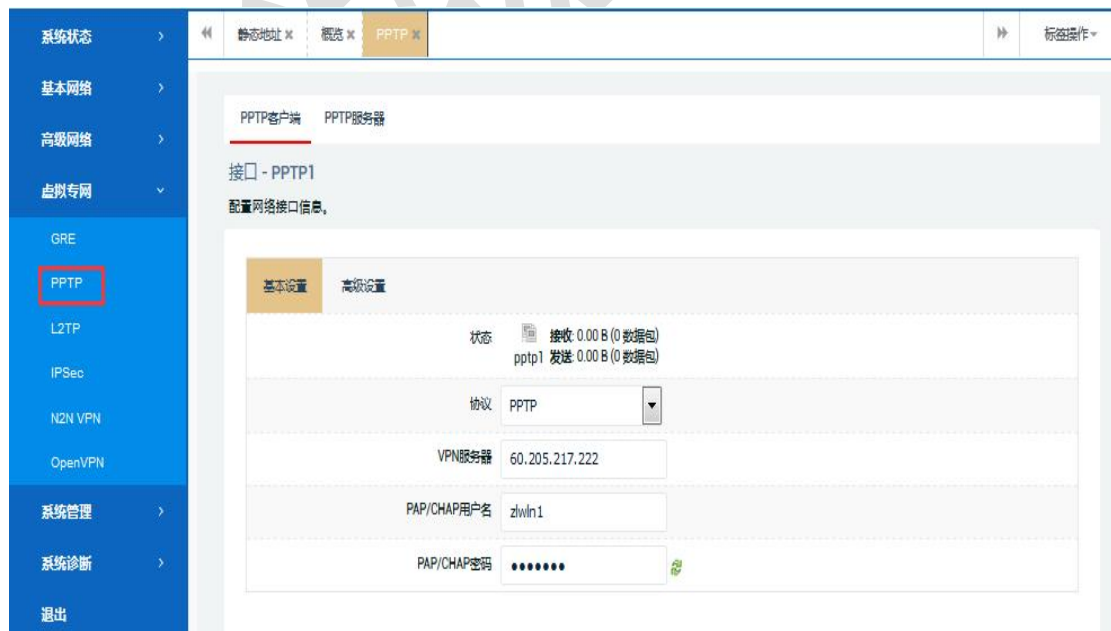 系统状态
静态地址 ×
概览 ×
PPTP ×
标签操作
基本网络
PPTP客户端
PPTP服务器
高级网络
接口 - PPTP1
虚拟专网
配置网络接口信息。
GRE
PPTP
基本设置
高级设置
L2TP
状态
接收: 0.00 B (0 数据包)
pptp1 发送: 0.00 B (0 数据包)
IPSec
协议
PPTP
N2N VPN
VPN服务器
60.205.217.222
OpenVPN
系统管理
PAP/CHAP用户名
zlwln1
系统诊断
PAP/CHAP密码
•••••••
退出